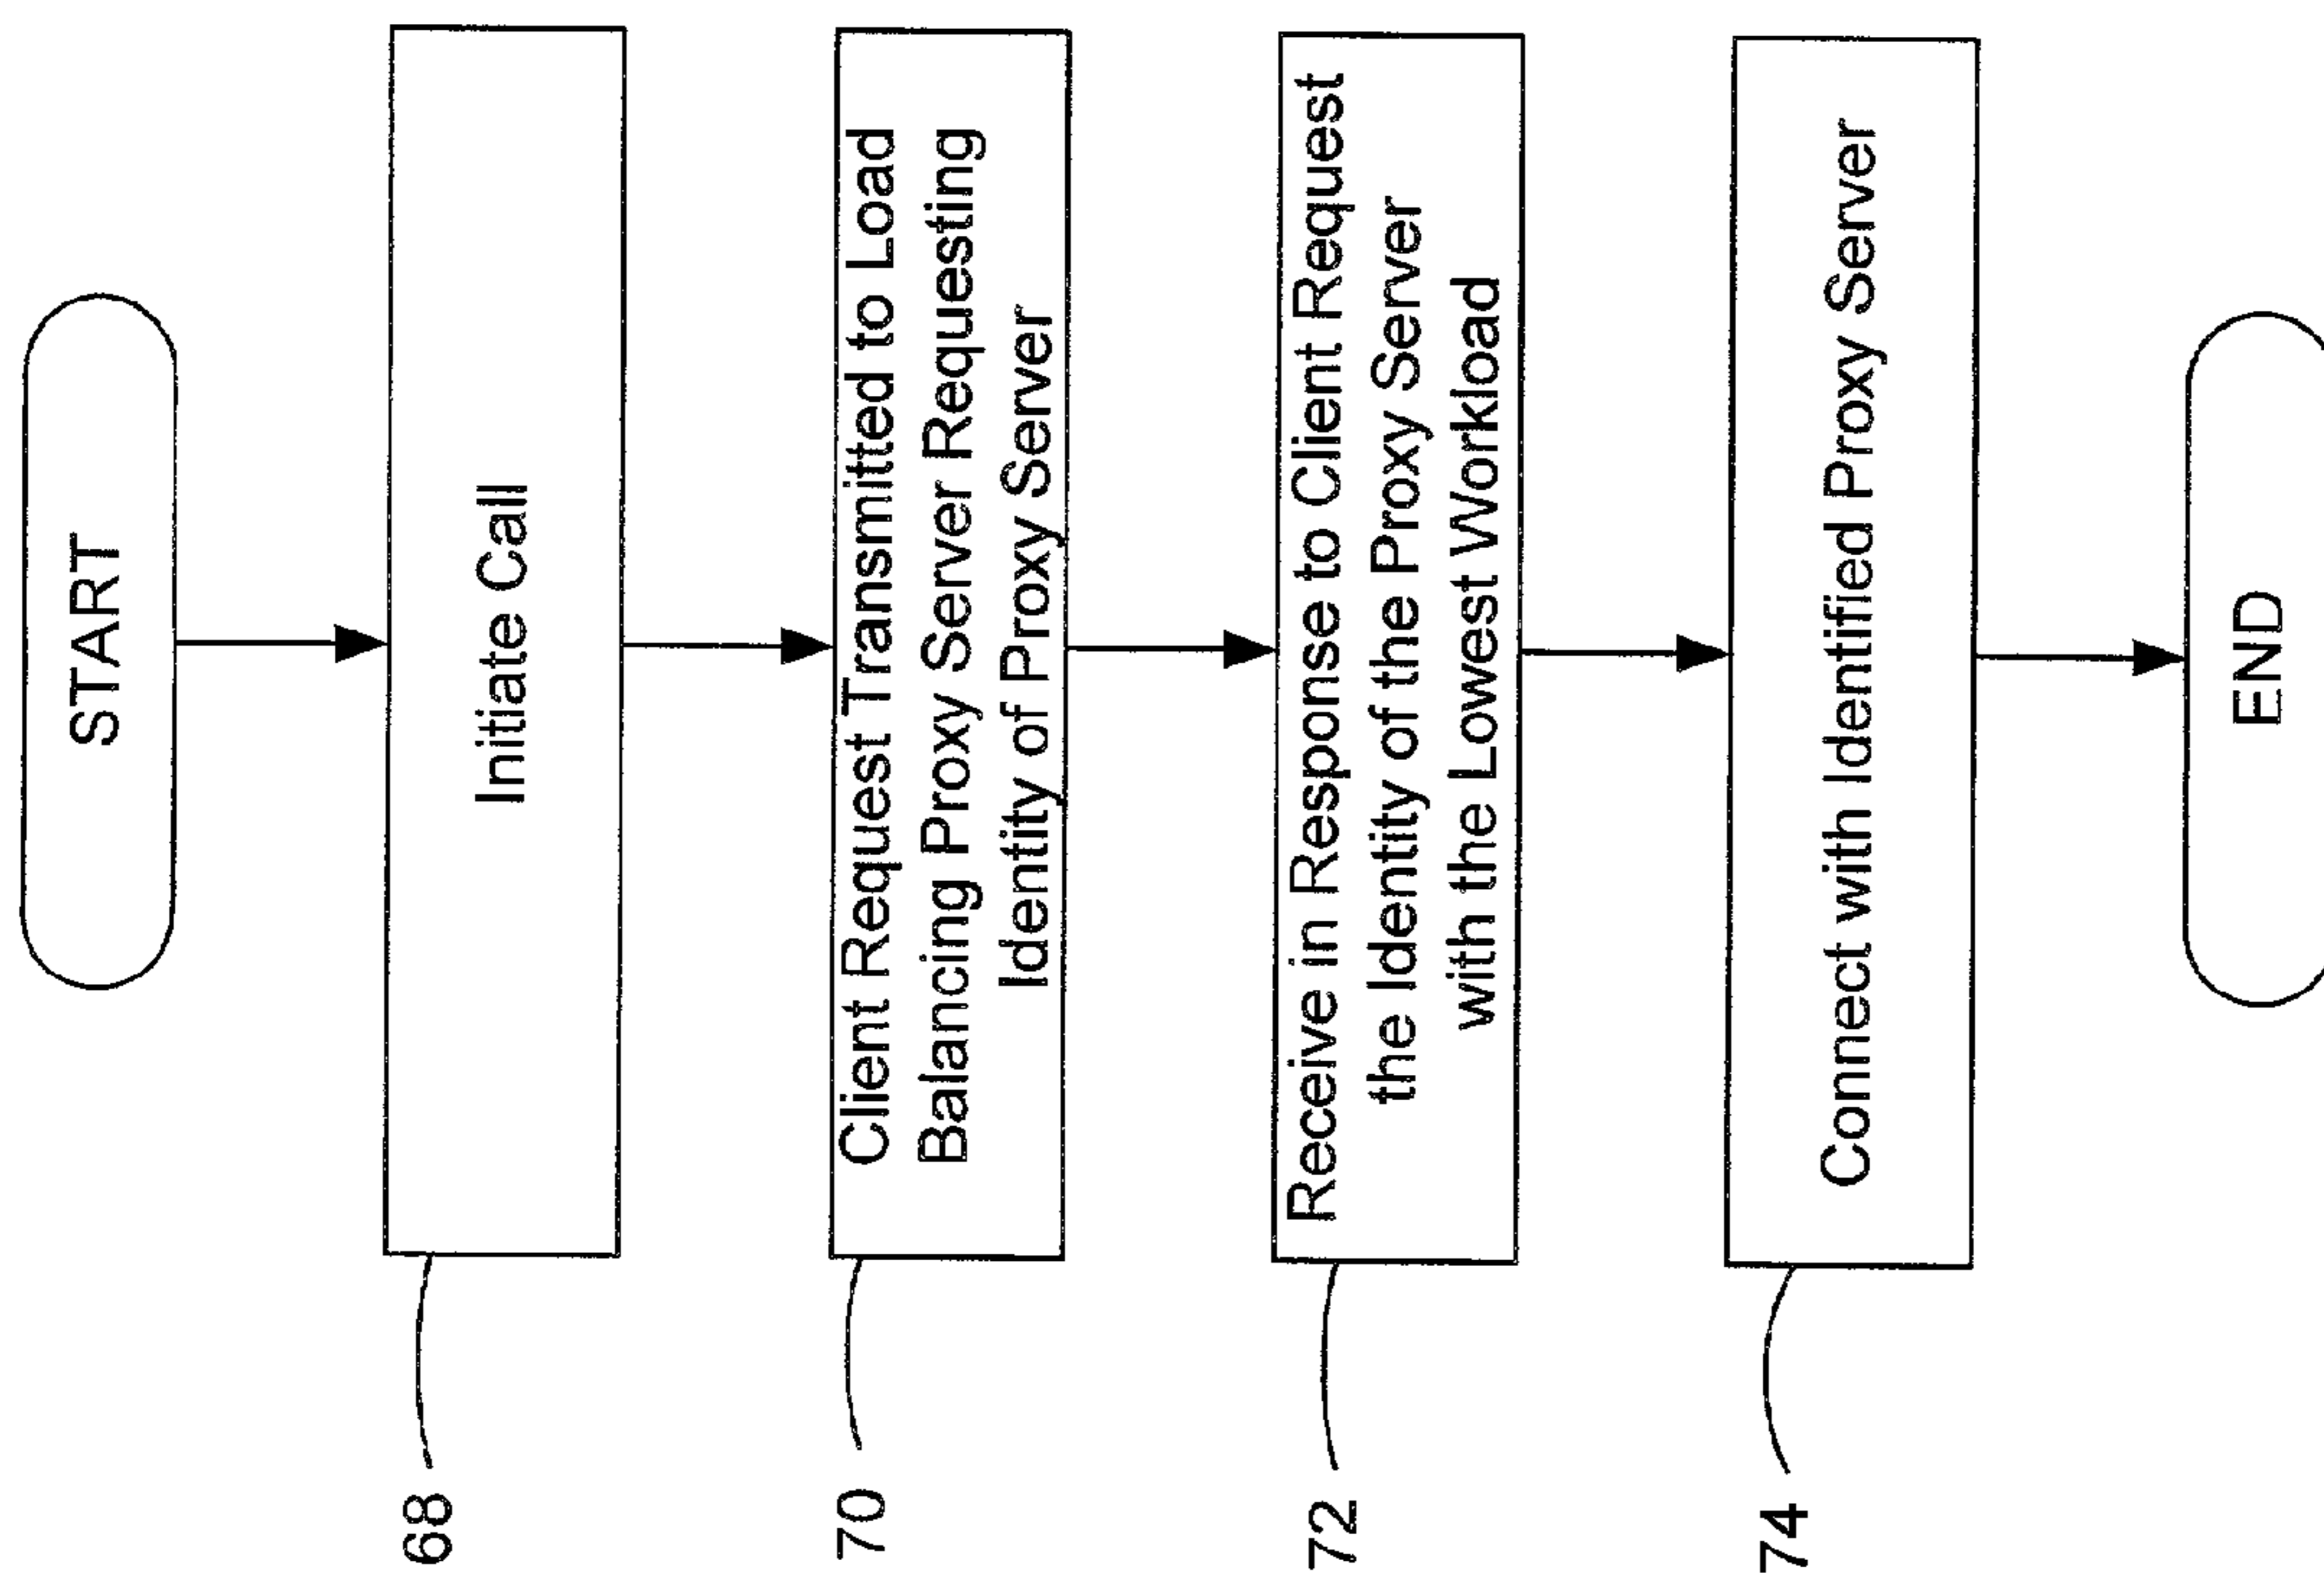 START
Initiate Call
68
Client Request Transmitted to Load
Balancing Proxy Server Requesting
Identity of Proxy Server
70
Receive in Response to Client Request
the Identity of the Proxy Server
with the Lowest Workload
72
Connect with Identified Proxy Server
74
END